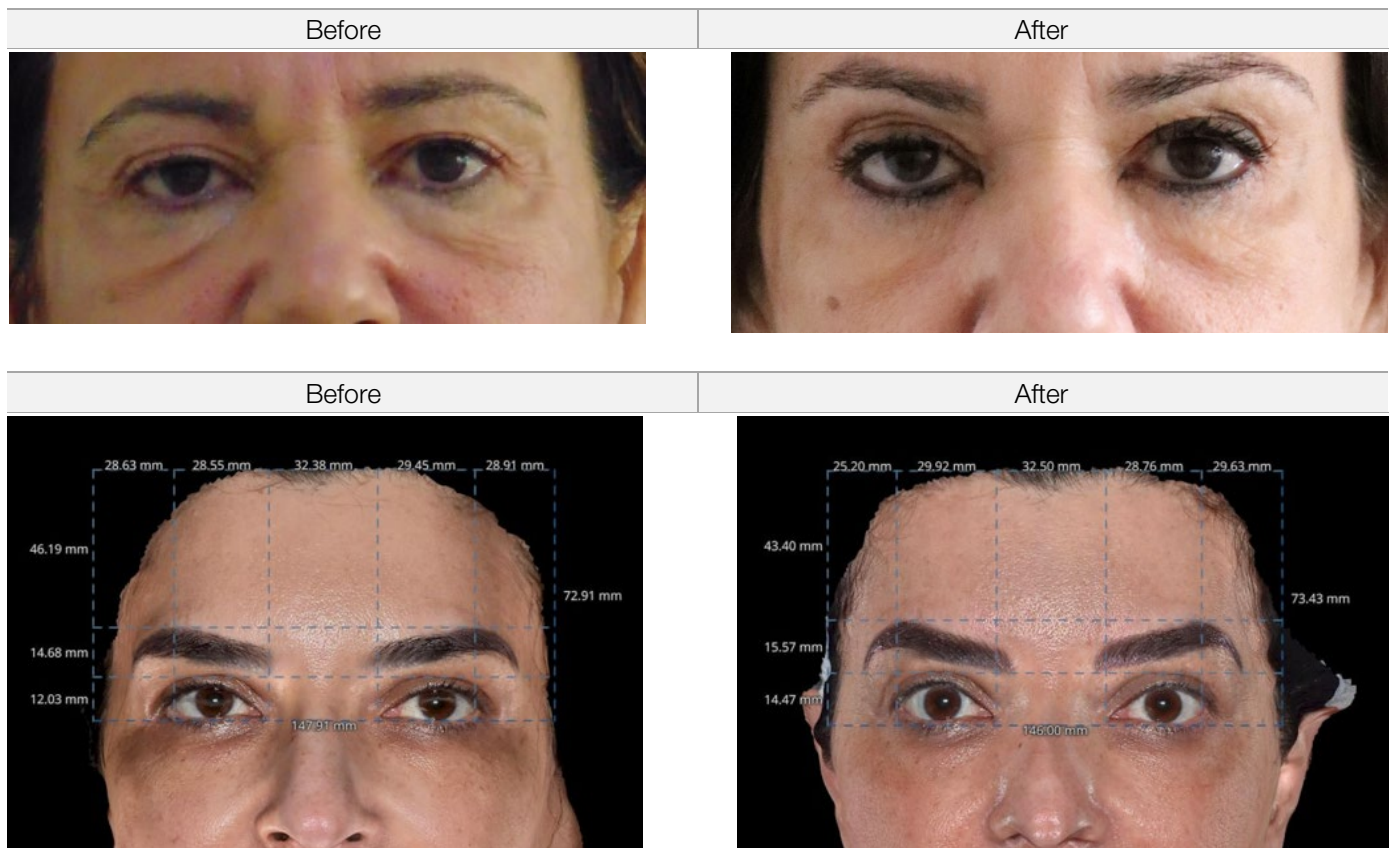 Before After
Before After
28.63 mm 28.55 mm 32.38 mm 29.45 mm 28.91 mm
46.19 mm
72.91 mm
14.68 mm
12.03 mm
147.91 mm
25.20 mm 29.92 mm 32.50 mm 28.76 mm 29.63 mm
43.40 mm
73.43 mm
15.57 mm
14.47 mm
146.00 mm